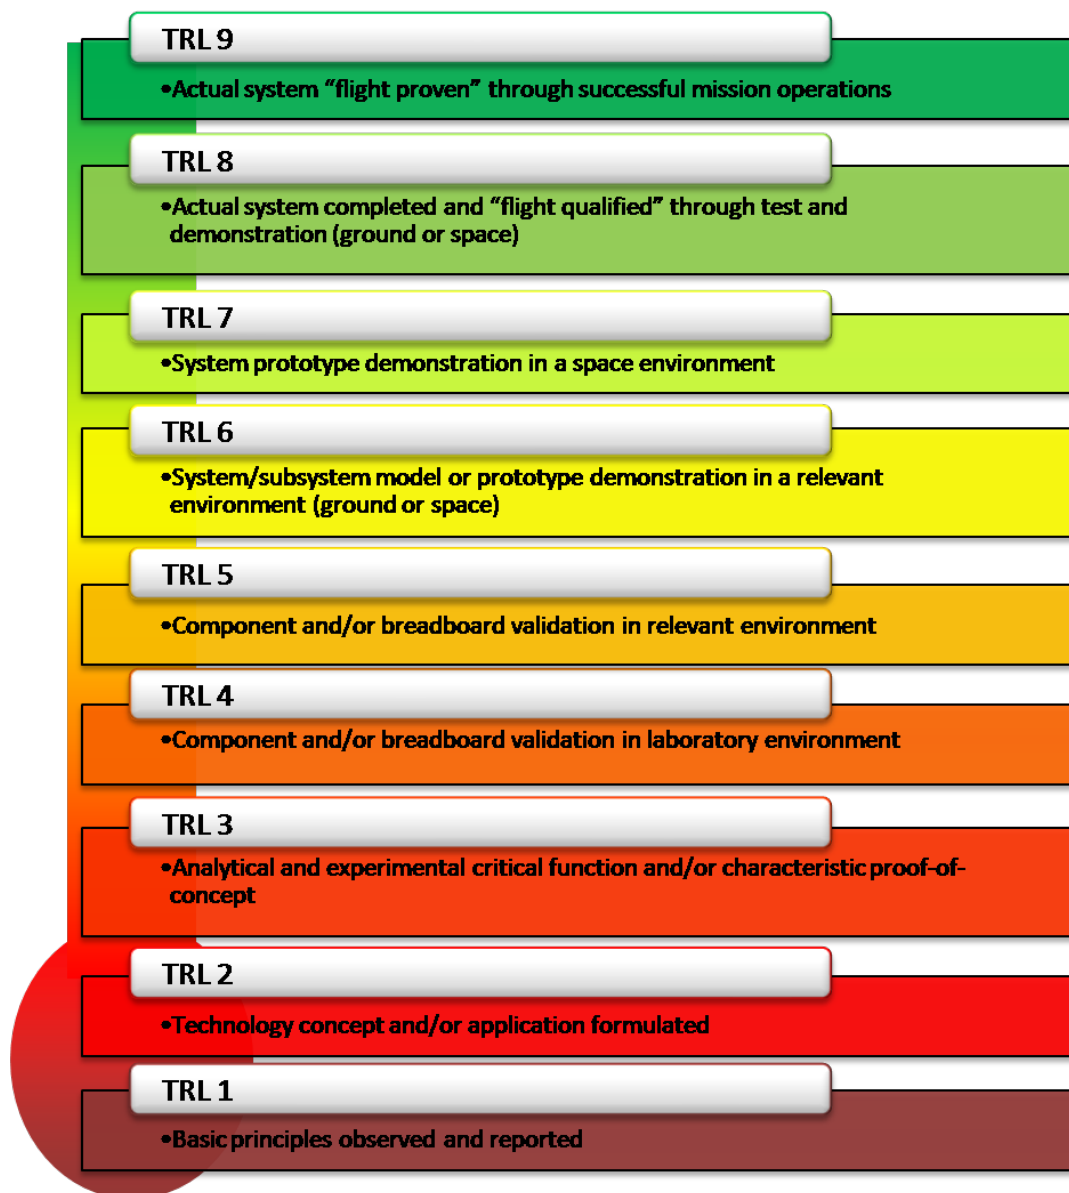 TRL 9
•Actual system “flight proven” through successful mission operations
TRL 8
•Actual system completed and “flight qualified” through test and
demonstration (ground or space)
TRL 7
•System prototype demonstration in a space environment
TRL 6
•System/subsystem model or prototype demonstration in a relevant
environment (ground or space)
TRL 5
•Component and/or breadboard validation in relevant environment
TRL 4
•Component and/or breadboard validation in laboratory environment
TRL 3
•Analytical and experimental critical function and/or characteristic proof-of-
concept
TRL 2
•Technology concept and/or application formulated
TRL 1
•Basic principles observed and reported